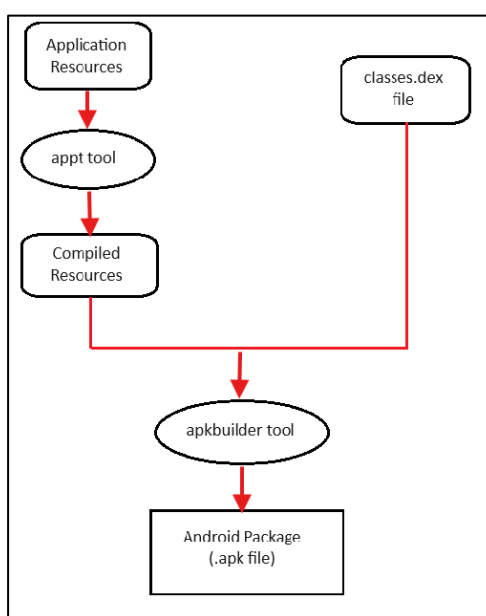 Application
Resources
classes.dex
file
appt tool
Compiled
Resources
apkbuilder tool
Android Package
(.apk file)